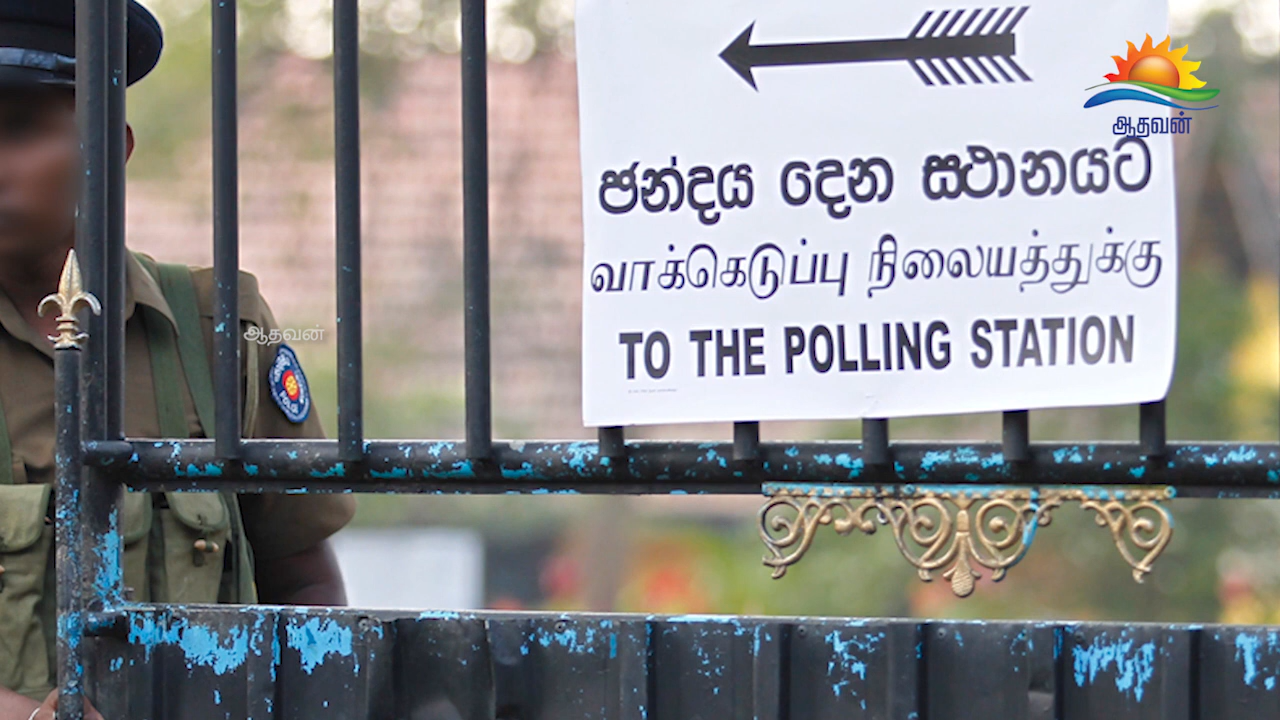 ஆதவன்
ඡන්දය දෙන ස්ථානයට
வாக்கெடுப்பு நிலையத்துக்கு
TO THE POLLING STATION
ஆதவன்